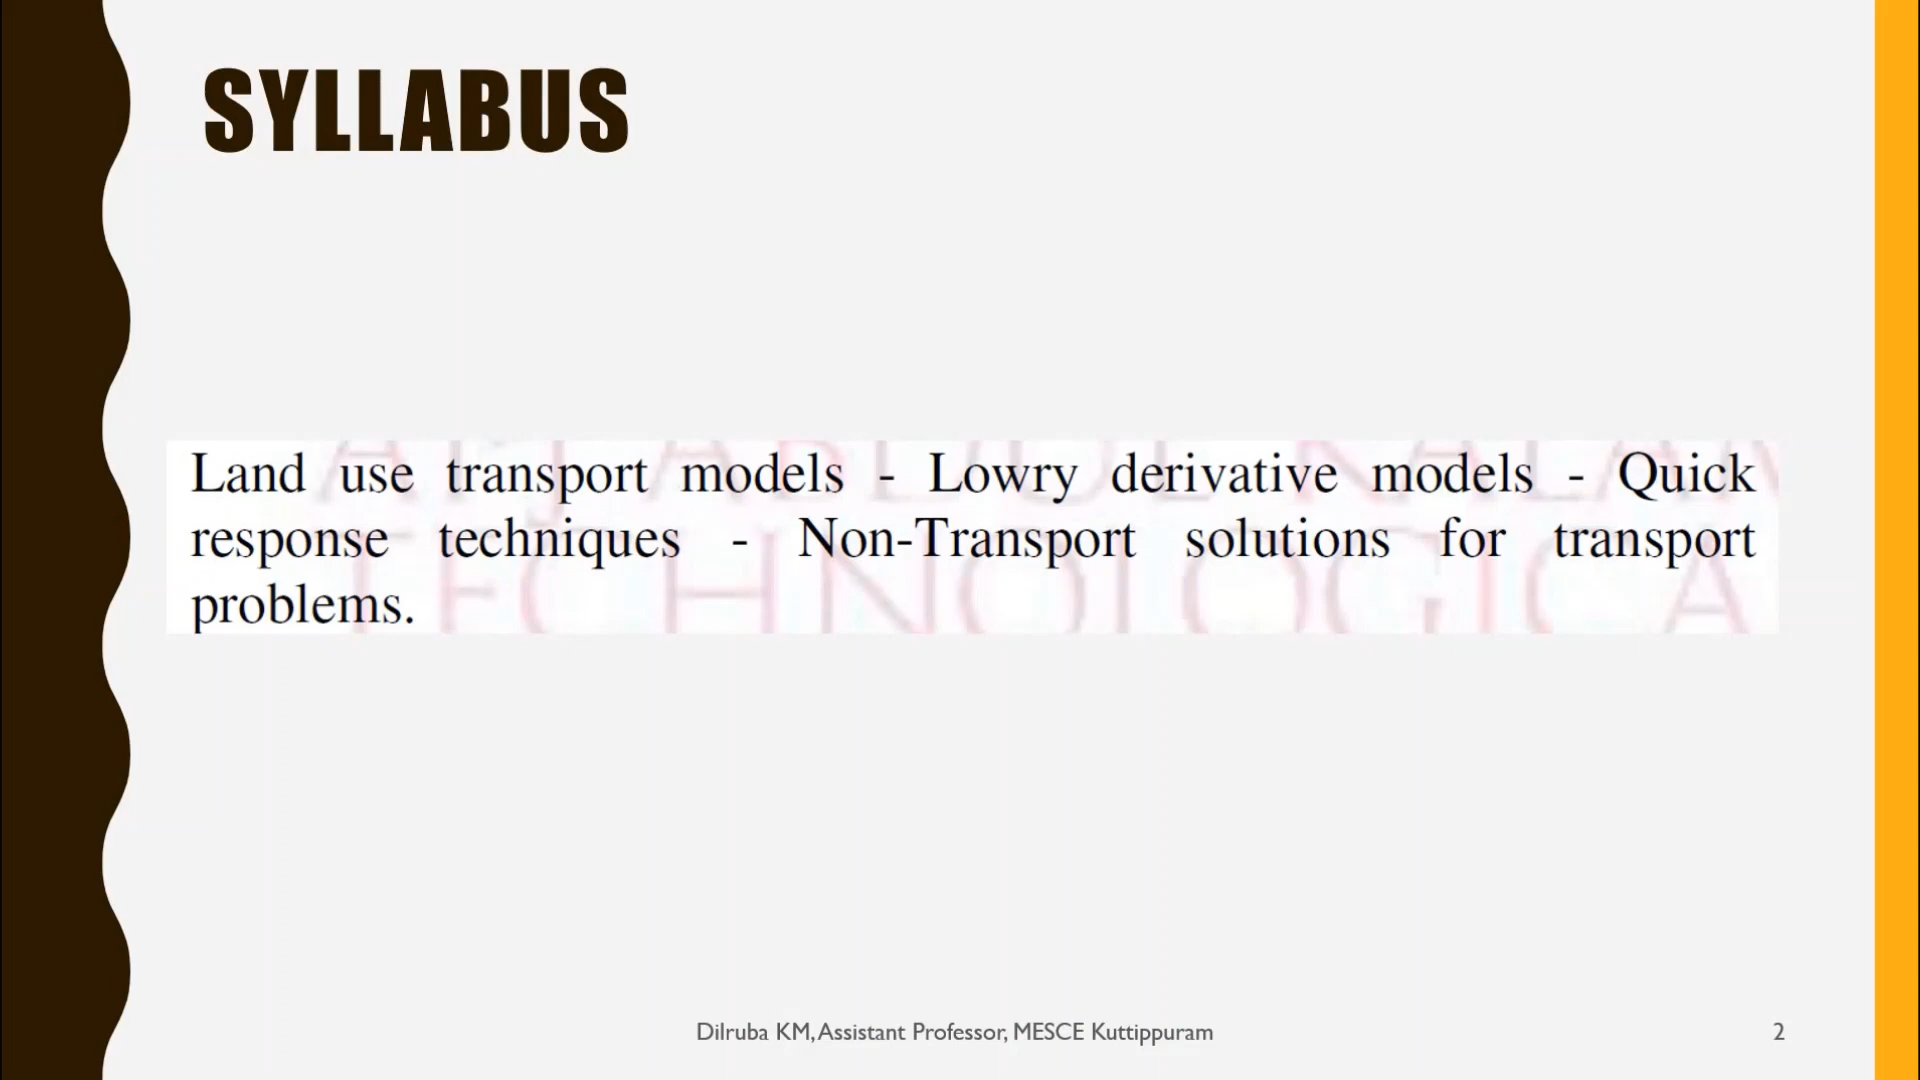 SYLLABUS
Land use transport models - Lowry derivative models - Quick
response techniques - Non-Transport solutions for transport
problems.
Dilruba KM, Assistant Professor, MESCE Kuttippuram
2